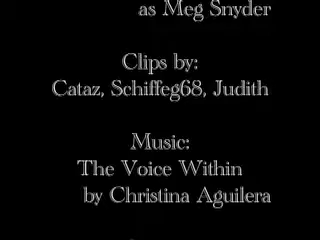 as Meg Snyder
Clips by:
Cataz, Schiffeg68, Judith
Music:
The Voice Within
by Christina Aguilera